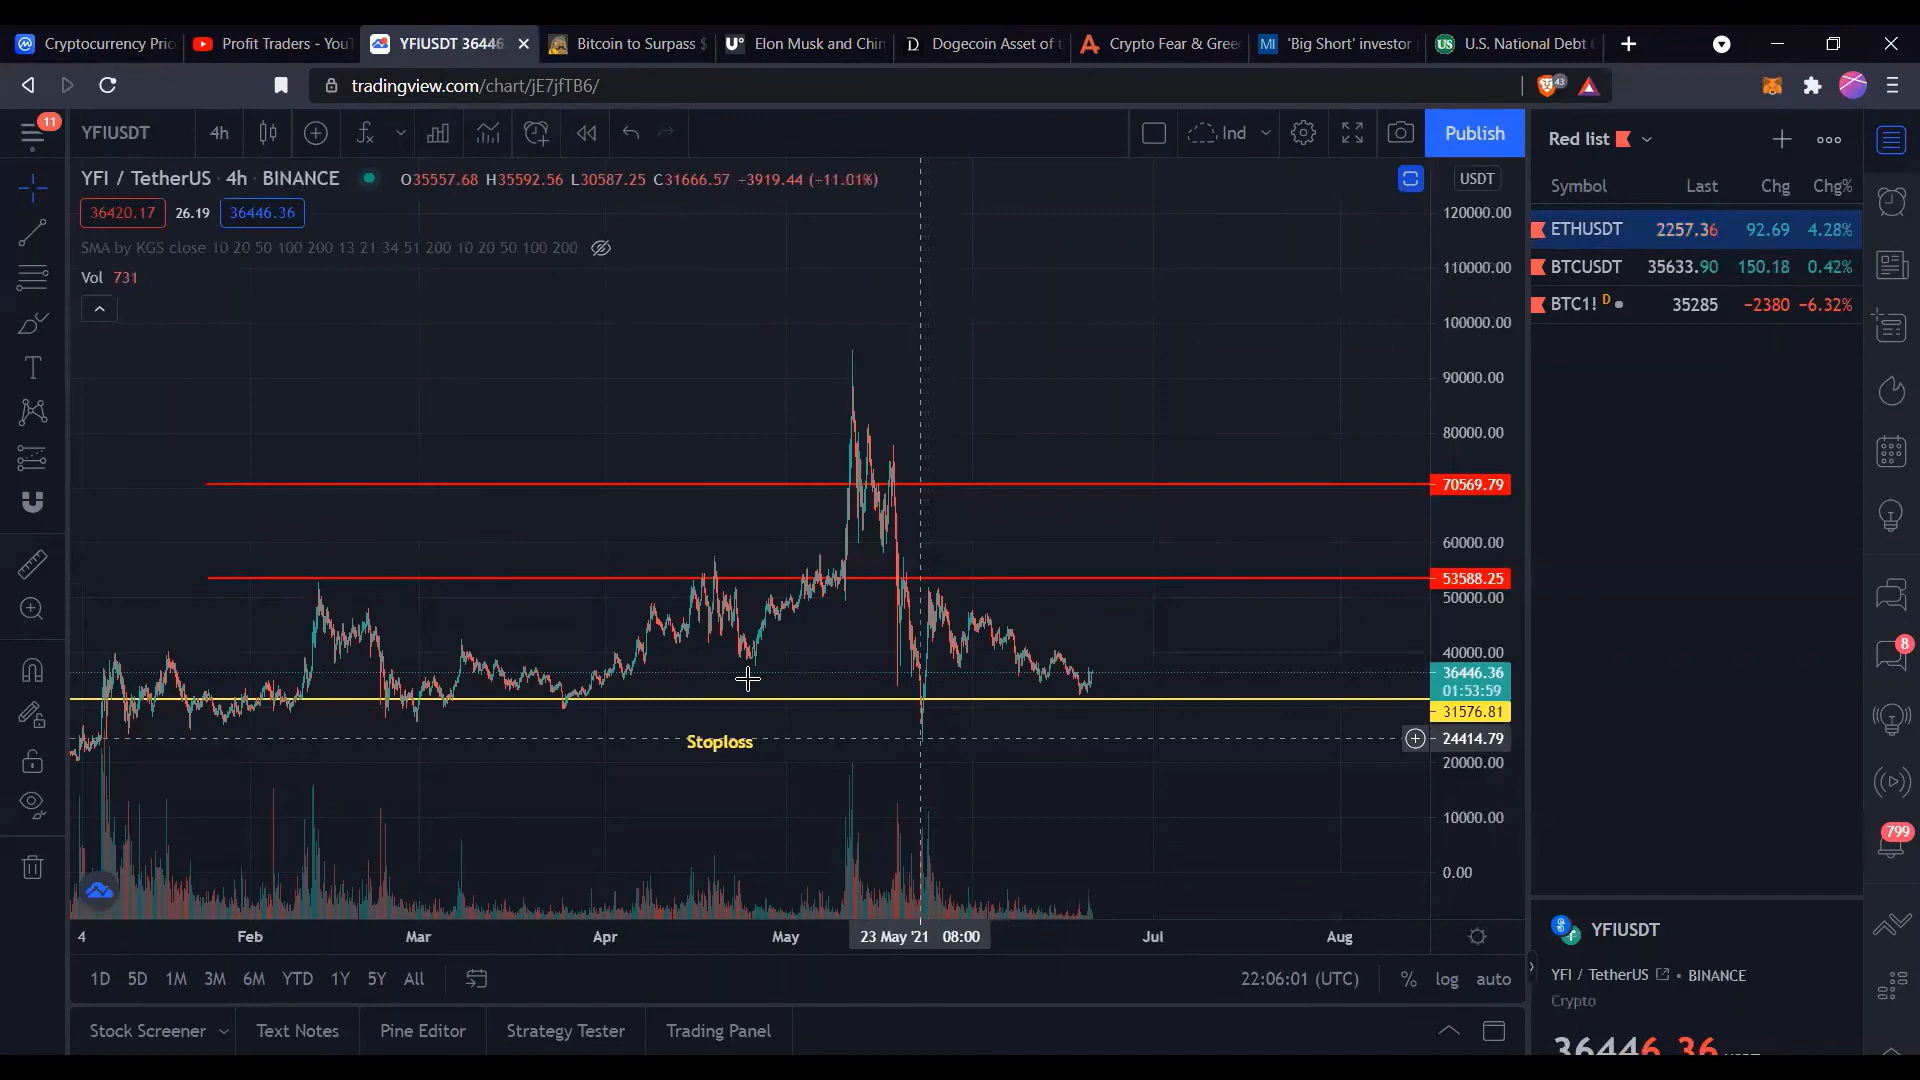 Cryptocurrency Pric
Profit Traders - YouT
YFIUSDT 36446
Bitcoin to Surpass $
Elon Musk and Chin
Dogecoin Asset of t
Crypto Fear & Gree
'Big Short' investor
U.S. National Debt C
tradingview.com/chart/jE7jfTB6/
43
11
YFIUSDT
4h
Ind
Publish
Red list
YFI / TetherUS · 4h · BINANCE
O35557.68 H35592.56 L30587.25 C31666.57 −3919.44 (−11.01%)
USDT
Symbol Last Chg Chg%
36420.17 26.19 36446.36
SMA by KGS close 10 20 50 100 200 13 21 34 51 200 10 20 50 100 200
Vol 731
ETHUSDT 2257.36 92.69 4.28%
BTCUSDT 35633.90 150.18 0.42%
BTC1! D 35285 −2380 −6.32%
120000.00
110000.00
100000.00
90000.00
80000.00
70569.79
60000.00
53588.25
50000.00
40000.00
36446.36
01:53:59
31576.81
24414.79
20000.00
10000.00
0.00
Stoploss
8
799
4 Feb Mar Apr May 23 May '21 08:00 Jul Aug
1D 5D 1M 3M 6M YTD 1Y 5Y All
22:06:01 (UTC) % log auto
Stock Screener Text Notes Pine Editor Strategy Tester Trading Panel
YFIUSDT
YFI / TetherUS • BINANCE
Crypto
36446.36